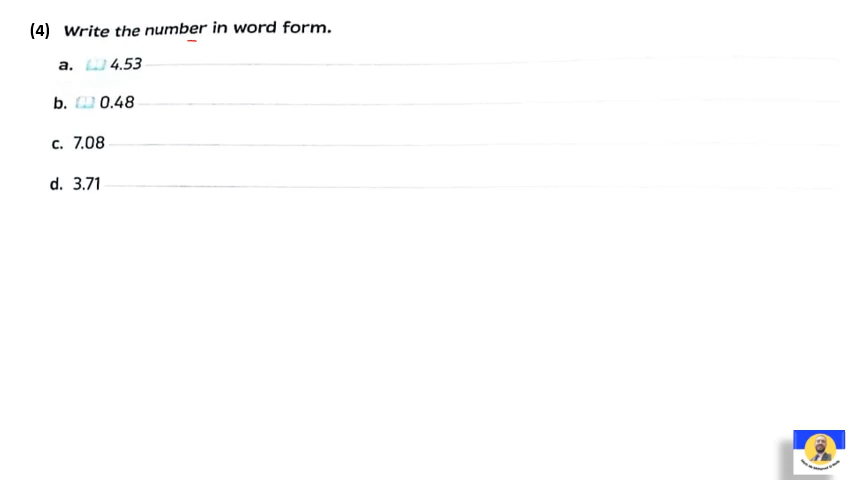 (4) Write the number in word form.
a. 4.53
b. 0.48
c. 7.08
d. 3.71